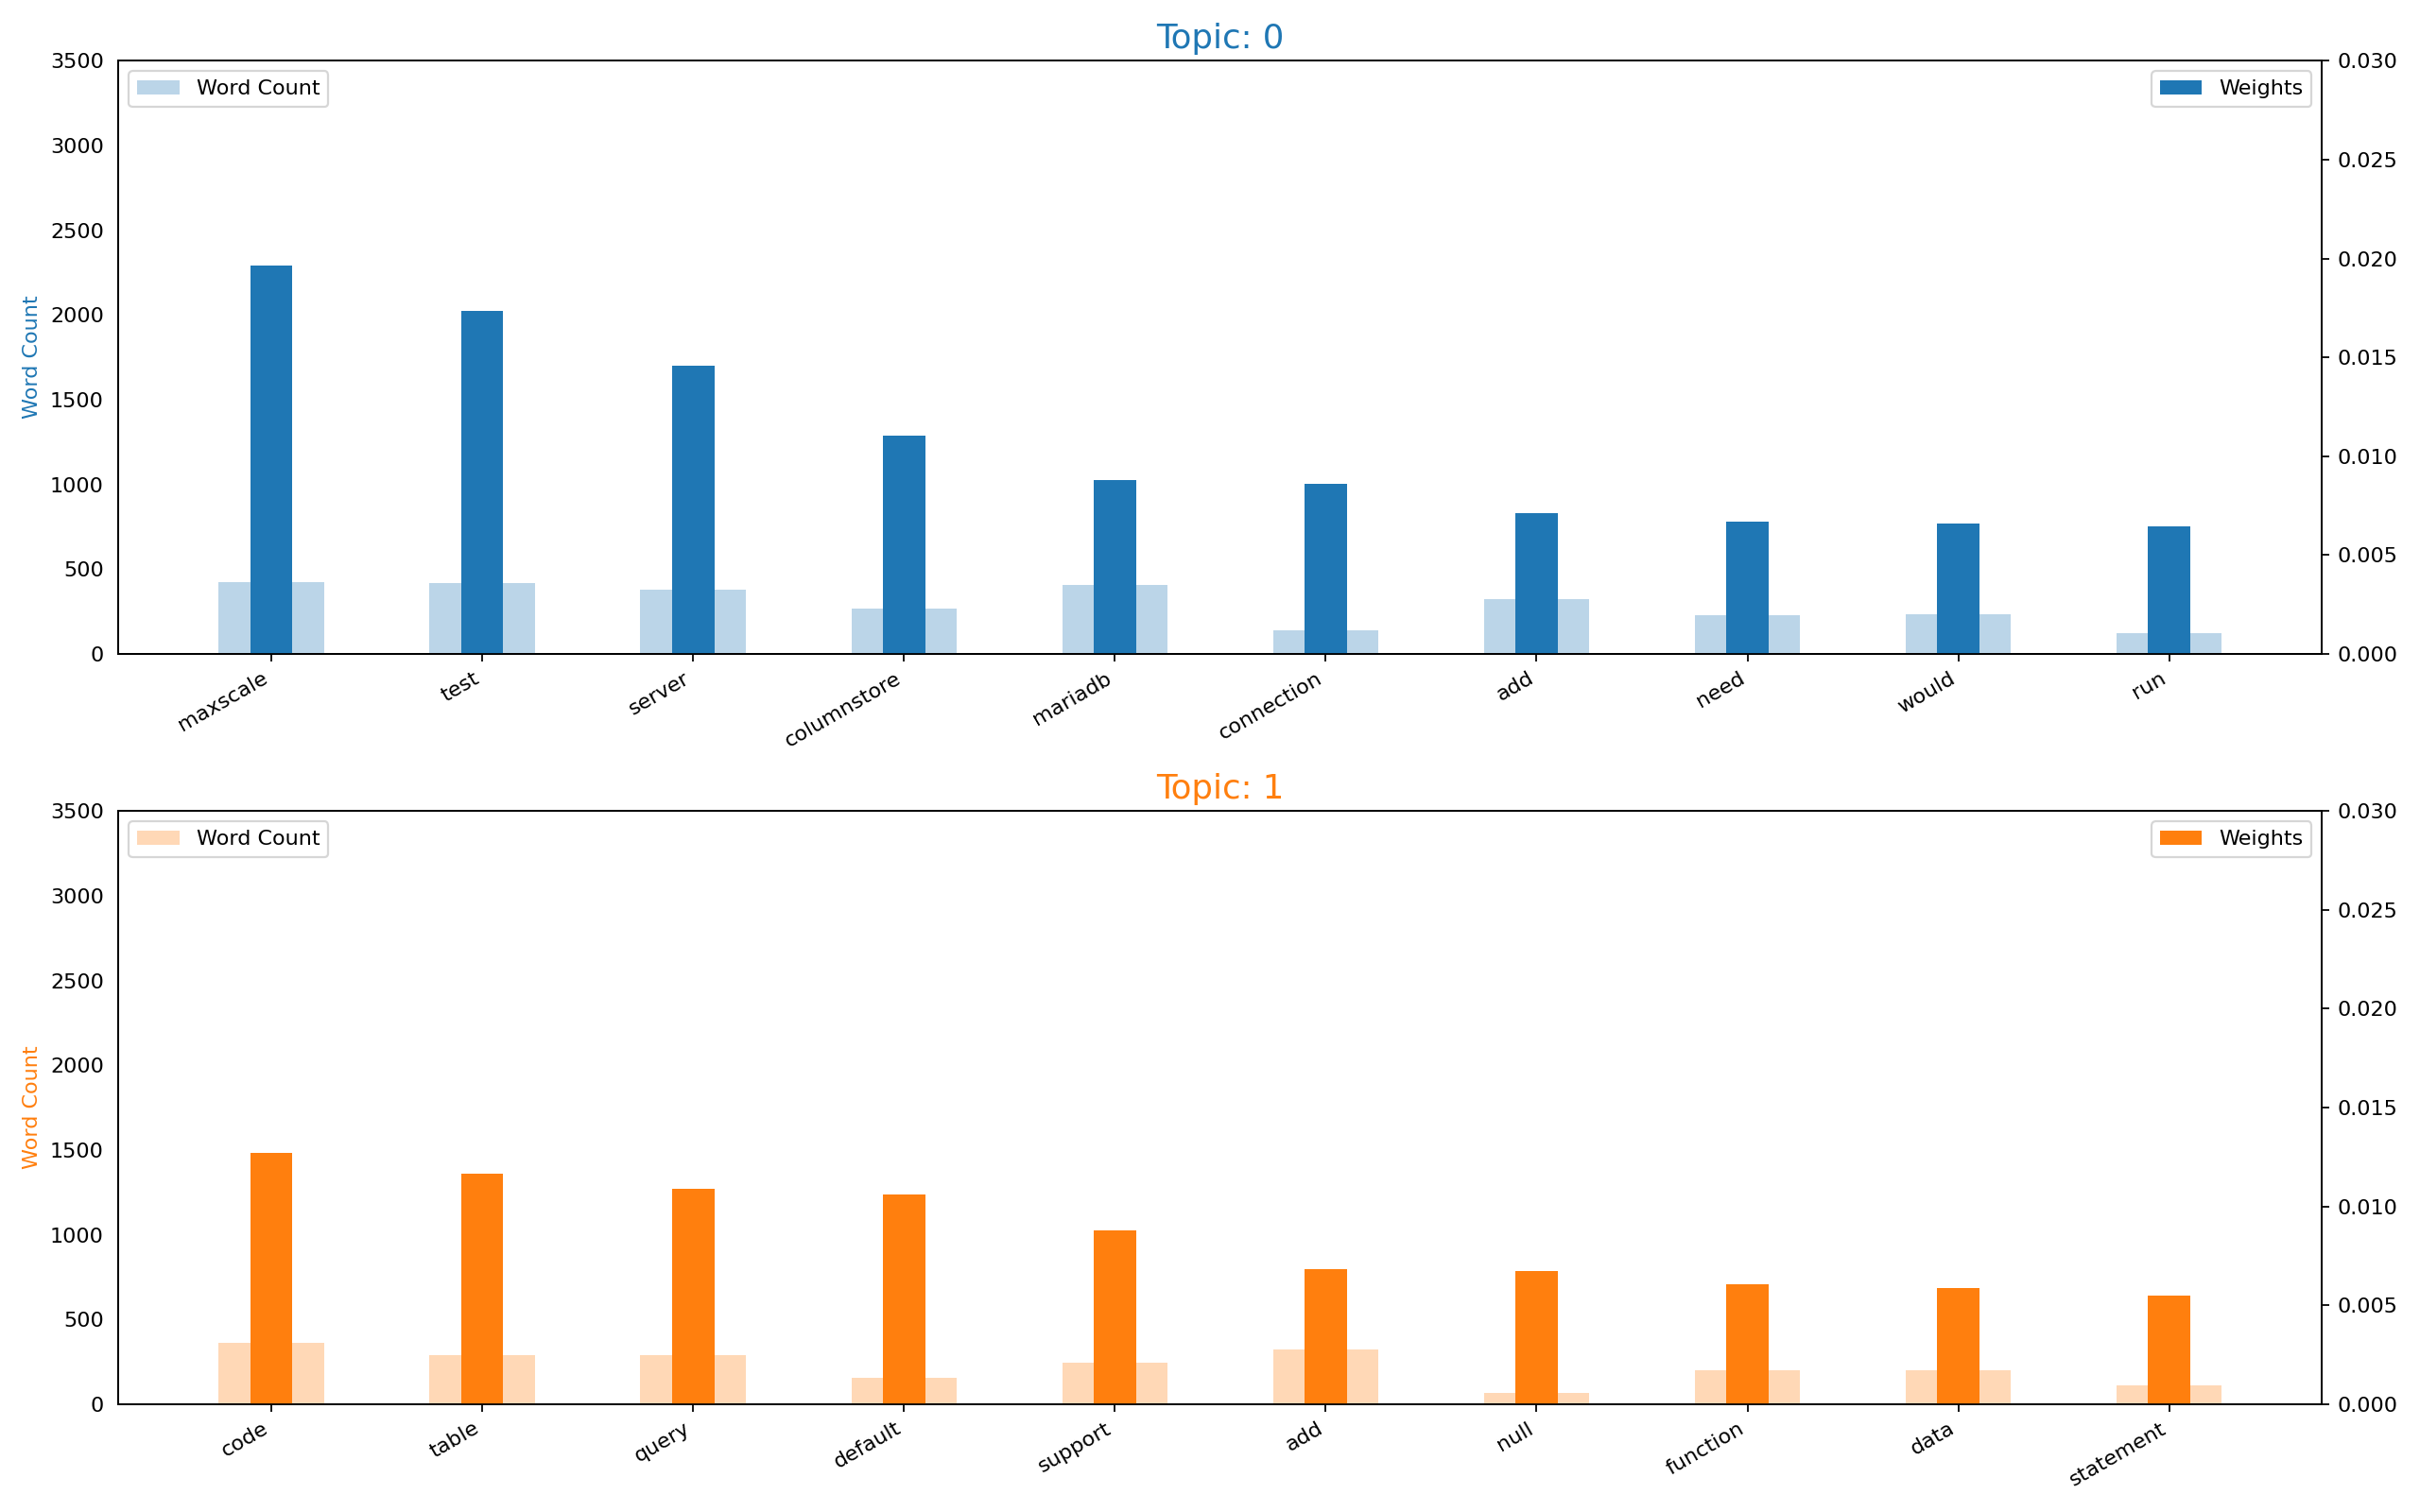 Topic: 0
Word Count
Weights
3500
3000
2500
2000
1500
1000
500
0
0.030
0.025
0.020
0.015
0.010
0.005
0.000
Word Count
maxscale
test
server
columnstore
mariadb
connection
add
need
would
run
Topic: 1
Word Count
Weights
3500
3000
2500
2000
1500
1000
500
0
0.030
0.025
0.020
0.015
0.010
0.005
0.000
Word Count
code
table
query
default
support
add
null
function
data
statement